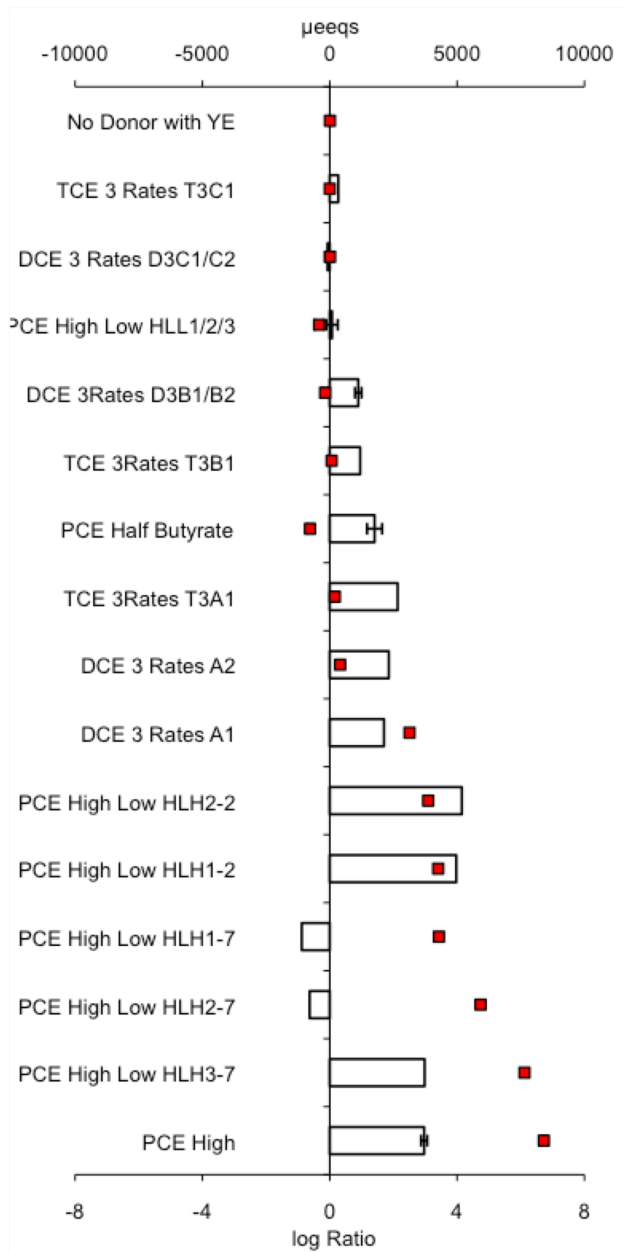 µeeqs
-10000 -5000 0 5000 10000
No Donor with YE
TCE 3 Rates T3C1
DCE 3 Rates D3C1/C2
PCE High Low HLL1/2/3
DCE 3Rates D3B1/B2
TCE 3Rates T3B1
PCE Half Butyrate
TCE 3Rates T3A1
DCE 3 Rates A2
DCE 3 Rates A1
PCE High Low HLH2-2
PCE High Low HLH1-2
PCE High Low HLH1-7
PCE High Low HLH2-7
PCE High Low HLH3-7
PCE High
-8 -4 0 4 8
log Ratio